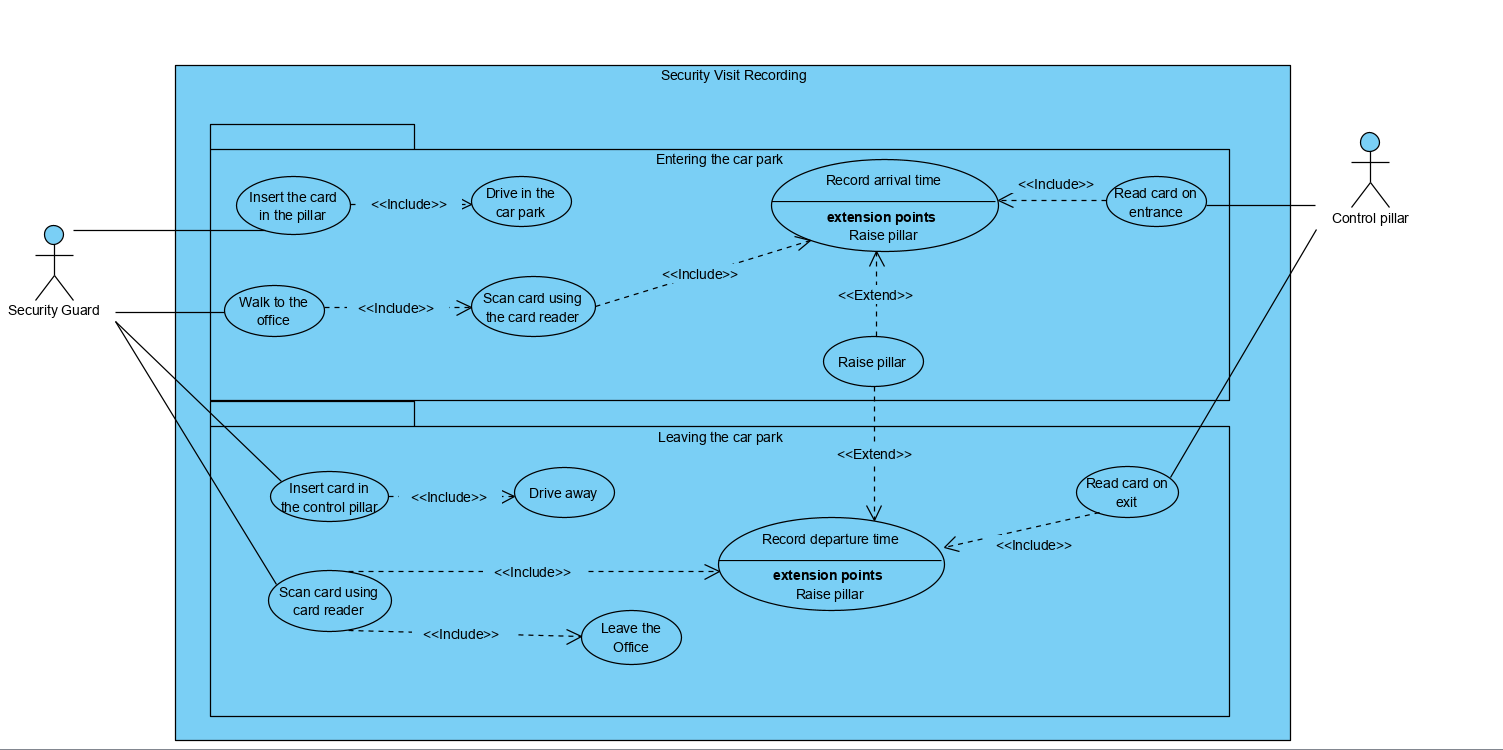 Security Visit Recording
Entering the car park
Insert the card
in the pillar
<<Include>>
Drive in the
car park
Record arrival time
extension points
Raise pillar
<<Include>>
Read card on
entrance
Control pillar
Security Guard
Walk to the
office
<<Include>>
Scan card using
the card reader
<<Include>>
<<Extend>>
Raise pillar
Leaving the car park
<<Extend>>
Insert card in
the control pillar
<<Include>>
Drive away
Read card on
exit
<<Include>>
Record departure time
extension points
Raise pillar
Scan card using
card reader
<<Include>>
<<Include>>
Leave the
Office